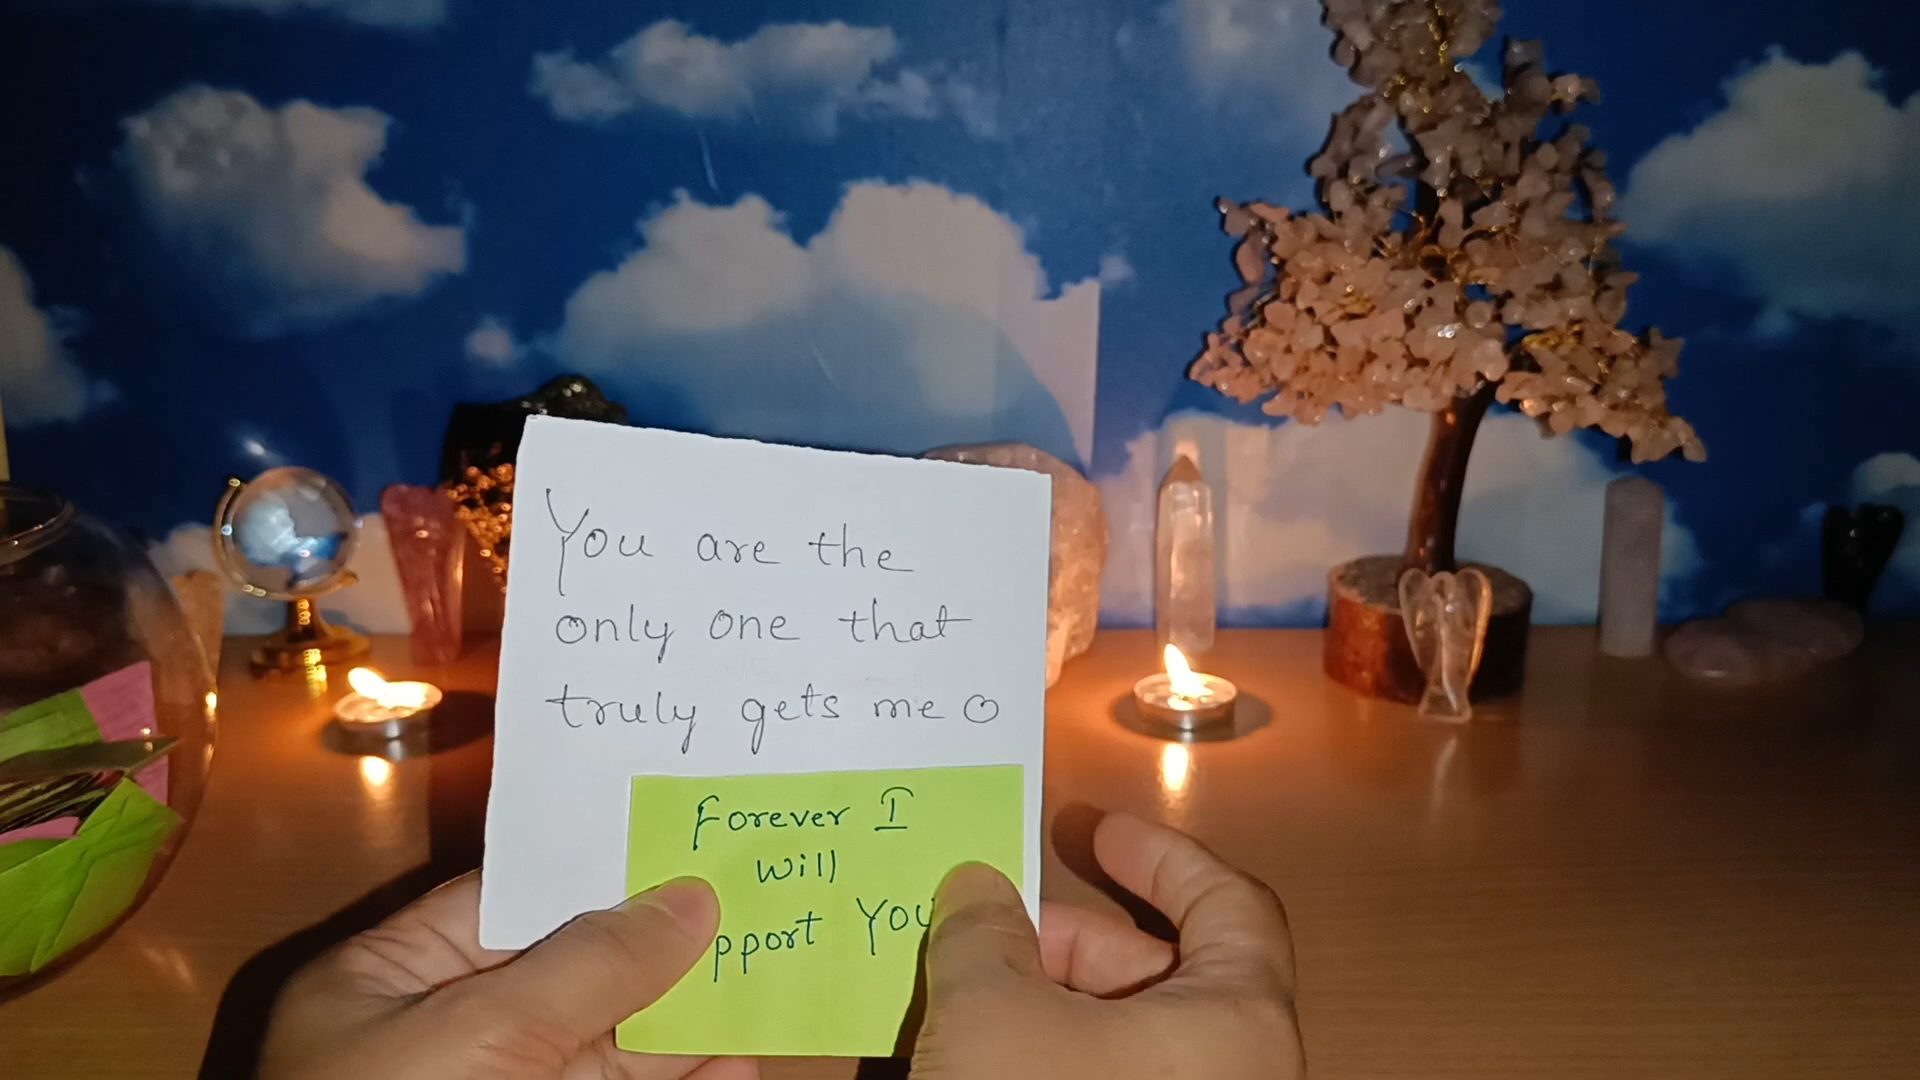 You are the
only one that
truly gets me O
Forever I
will
pport You